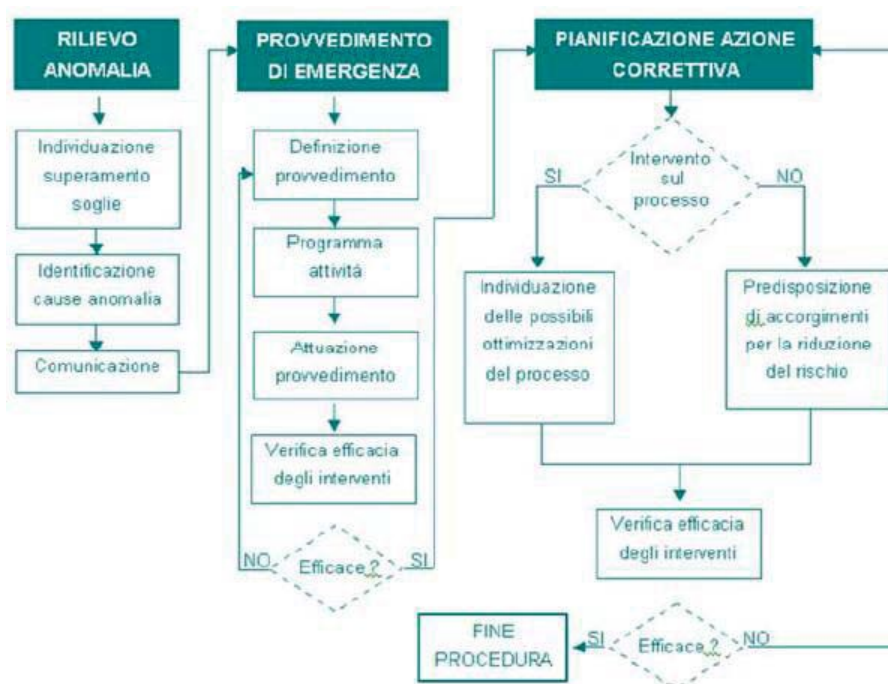 RILIEVO
ANOMALIA
Individuazione
superamento
soglie
Identificazione
cause anomalia
Comunicazione
PROVVEDIMENTO
DI EMERGENZA
Definizione
provvedimento
Programma
attività
Attuazione
provvedimento
Verifica efficacia
degli interventi
NO
Efficace ?
SI
PIANIFICAZIONE AZIONE
CORRETTIVA
Intervento
sul
processo
SI
NO
Individuazione
delle possibili
ottimizzazioni
del processo
Predisposizione
di accorgimenti
per la riduzione
del rischio
Verifica efficacia
degli interventi
Efficace ?
SI
NO
FINE
PROCEDURA